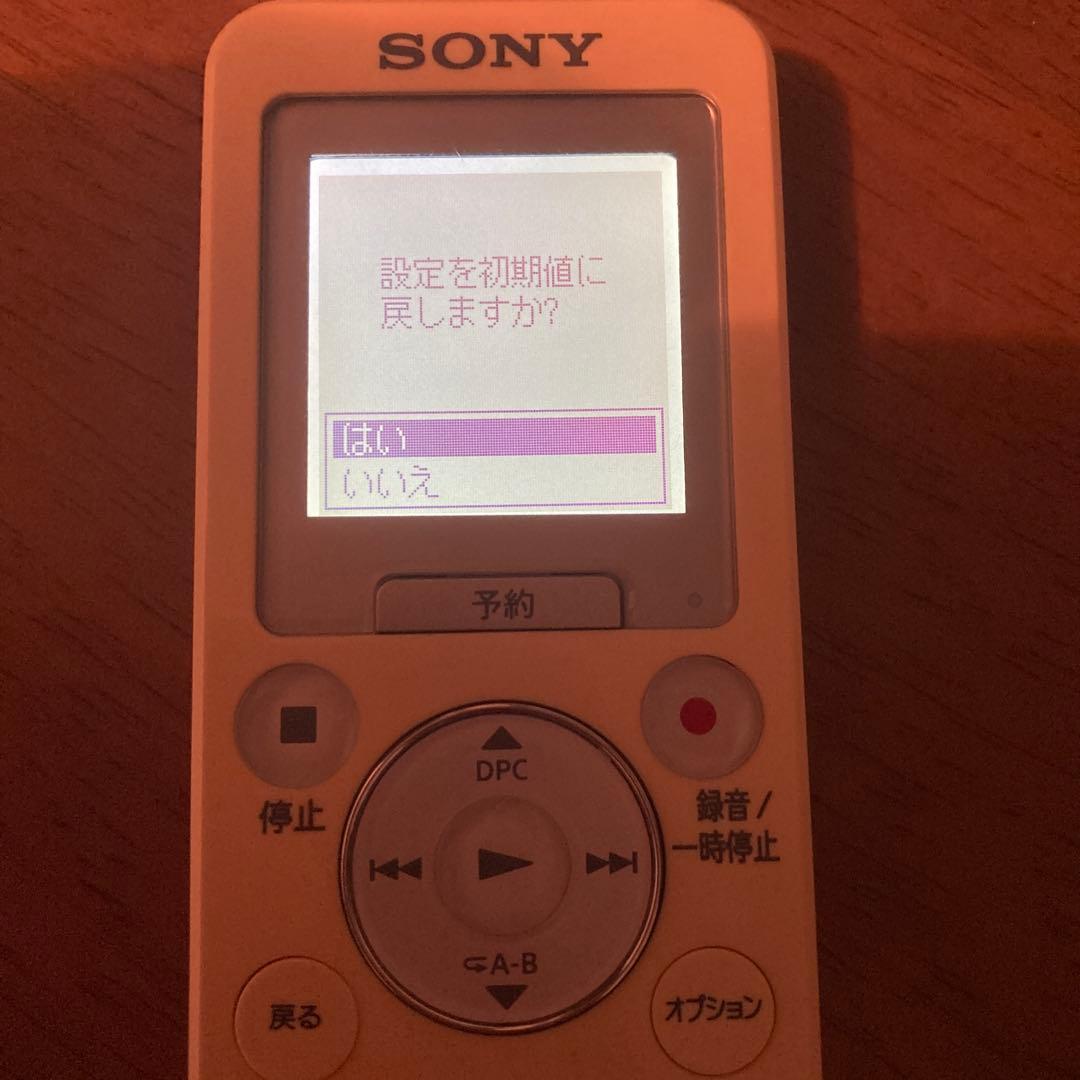 SONY
設定を初期値に
戻しますか?
はい
いいえ
予約
停止
DPC
録音/
一時停止
A-B
戻る
オプション